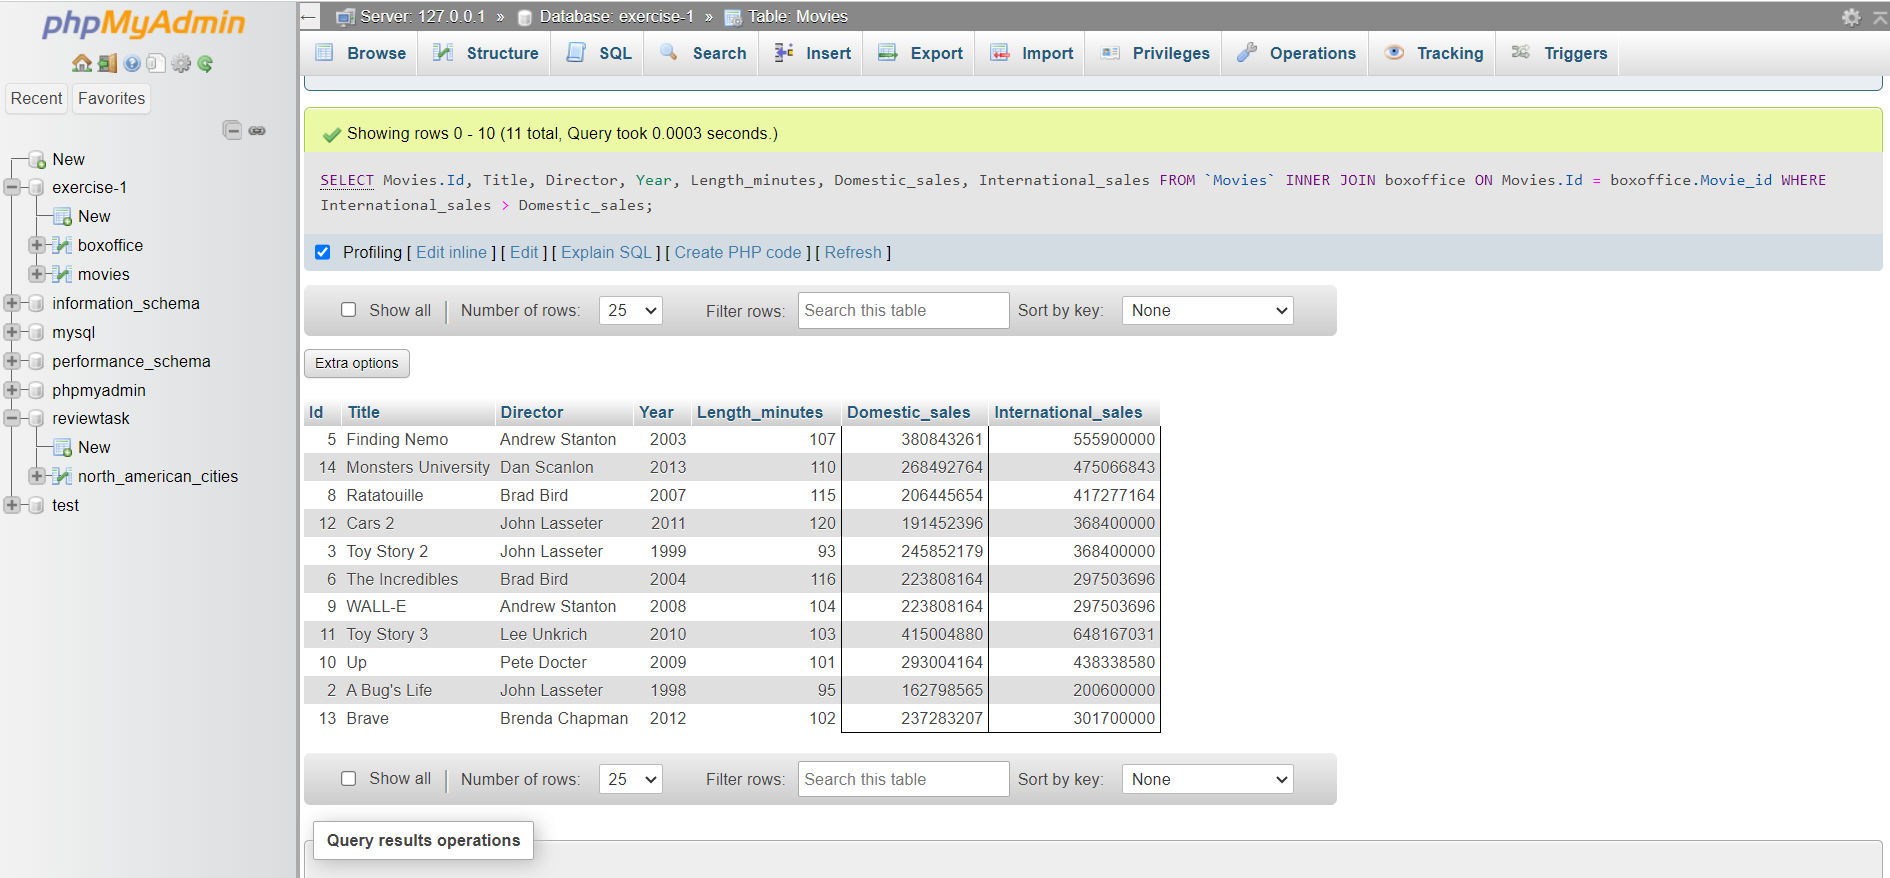 phpMyAdmin
Recent Favorites
New
exercise-1
New
boxoffice
movies
information_schema
mysql
performance_schema
phpmyadmin
reviewtask
New
north_american_cities
test
Server: 127.0.0.1 » Database: exercise-1 » Table: Movies
Browse Structure SQL Search Insert Export Import Privileges Operations Tracking Triggers
Showing rows 0 - 10 (11 total, Query took 0.0003 seconds.)
SELECT Movies.Id, Title, Director, Year, Length_minutes, Domestic_sales, International_sales FROM `Movies` INNER JOIN boxoffice ON Movies.Id = boxoffice.Movie_id WHERE
International_sales > Domestic_sales;
Profiling [ Edit inline ] [ Edit ] [ Explain SQL ] [ Create PHP code ] [ Refresh ]
Show all | Number of rows: 25 Filter rows: Search this table Sort by key: None
Extra options
Id Title Director Year Length_minutes Domestic_sales International_sales
5 Finding Nemo Andrew Stanton 2003 107 380843261 555900000
14 Monsters University Dan Scanlon 2013 110 268492764 475066843
8 Ratatouille Brad Bird 2007 115 206445654 417277164
12 Cars 2 John Lasseter 2011 120 191452396 368400000
3 Toy Story 2 John Lasseter 1999 93 245852179 368400000
6 The Incredibles Brad Bird 2004 116 223808164 297503696
9 WALL-E Andrew Stanton 2008 104 223808164 297503696
11 Toy Story 3 Lee Unkrich 2010 103 415004880 648167031
10 Up Pete Docter 2009 101 293004164 438338580
2 A Bug's Life John Lasseter 1998 95 162798565 200600000
13 Brave Brenda Chapman 2012 102 237283207 301700000
Show all | Number of rows: 25 Filter rows: Search this table Sort by key: None
Query results operations